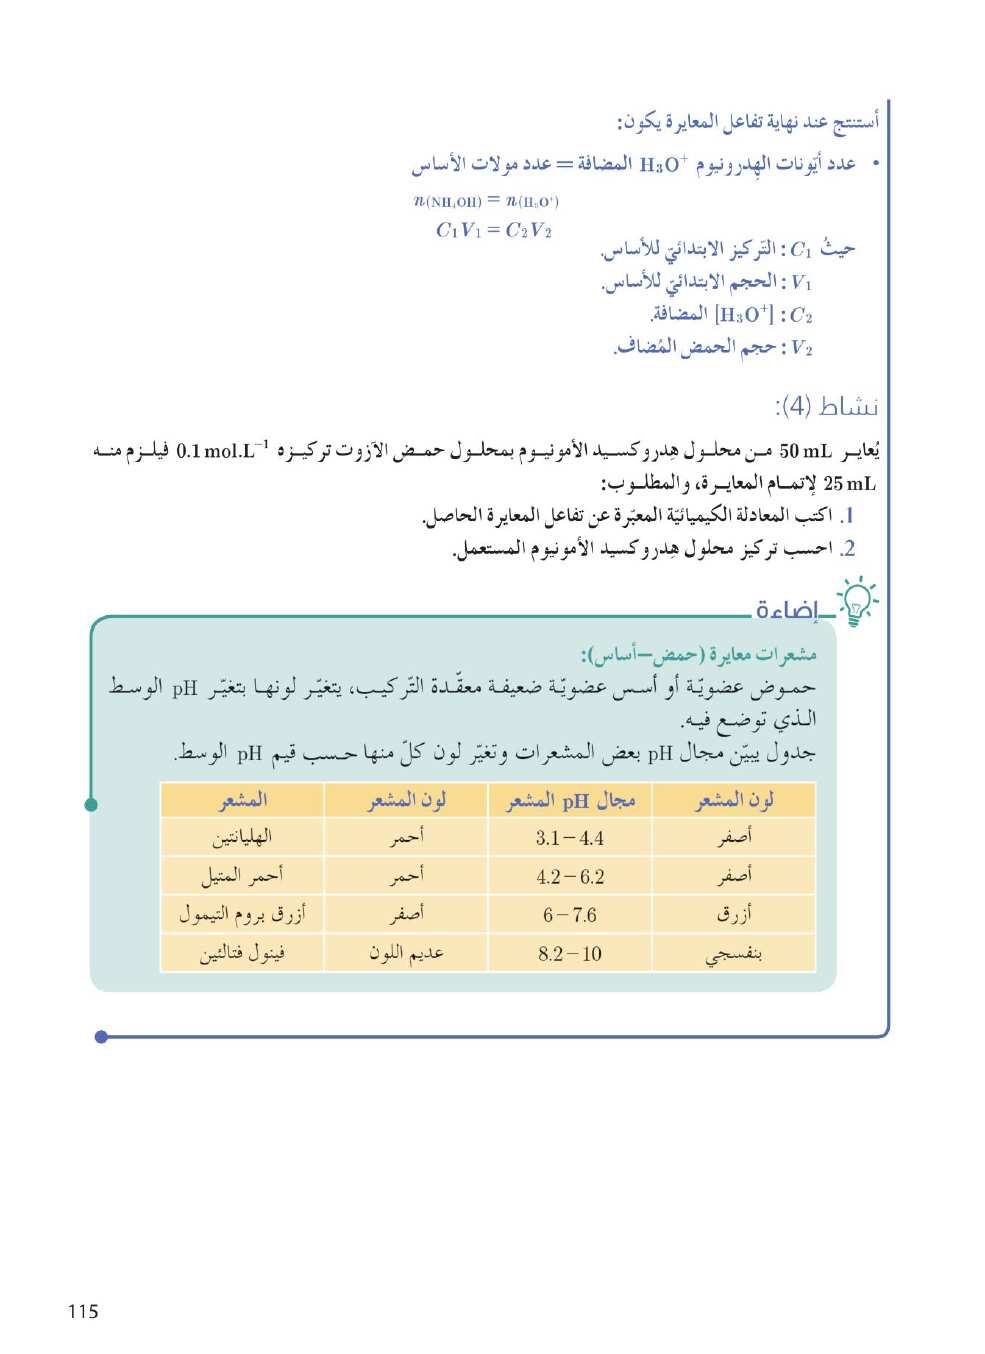 أستنتج عند نهاية تفاعل المعايرة يكون:
• عدد أيّونات الهِدرونيوم H₃O⁺ المضافة = عدد مولات الأساس
n(NH₄OH) = n(H₃O⁺)
C₁V₁ = C₂V₂
حيثُ C₁ : التّركيز الابتدائيّ للأساس.
V₁ : الحجم الابتدائيّ للأساس.
C₂ : [H₃O⁺] المضافة.
V₂ : حجم الحمض المُضاف.
نشاط (4):
يُعاير 50 mL من محلول هِدروكسيد الأمونيوم بمحلول حمض الآزوت تركيزه 0.1 mol.L⁻¹ فيلزم منه
25 mL لإتمام المعايرة، والمطلوب:
1. اكتب المعادلة الكيميائيّة المعبّرة عن تفاعل المعايرة الحاصل.
2. احسب تركيز محلول هِدروكسيد الأمونيوم المستعمل.
إضاءة
مشعرات معايرة (حمض–أساس):
حموض عضويّة أو أسس عضويّة ضعيفة معقّدة التّركيب، يتغيّر لونها بتغيّر pH الوسط
الذي توضع فيه.
جدول يبيّن مجال pH بعض المشعرات وتغيّر لون كلّ منها حسب قيم pH الوسط.
لون المشعر مجال pH المشعر لون المشعر المشعر
أصفر 3.1 – 4.4 أحمر الهليانتين
أصفر 4.2 – 6.2 أحمر أحمر المتيل
أزرق 6 – 7.6 أصفر أزرق بروم التيمول
بنفسجي 8.2 – 10 عديم اللون فينول فتالئين
115